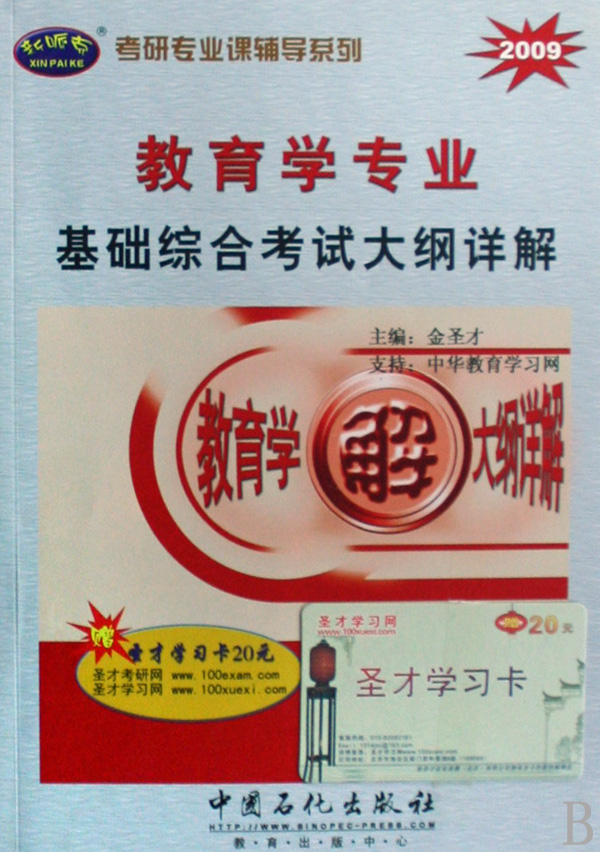 新派克
XIN PAI KE
®
考研专业课辅导系列
2009
教育学专业
基础综合考试大纲详解
主编：金圣才
支持：中华教育学习网
教育学
解
大纲详解
赠
圣才学习卡20元
圣才考研网 www.100exam.com
圣才学习网 www.100xuexi.com
圣才学习网
www.100xuexi.com
20元
圣才学习卡
中国石化出版社
HTTP://WWW.SINOPEC-PRESS.COM
教·育·出·版·中·心
B